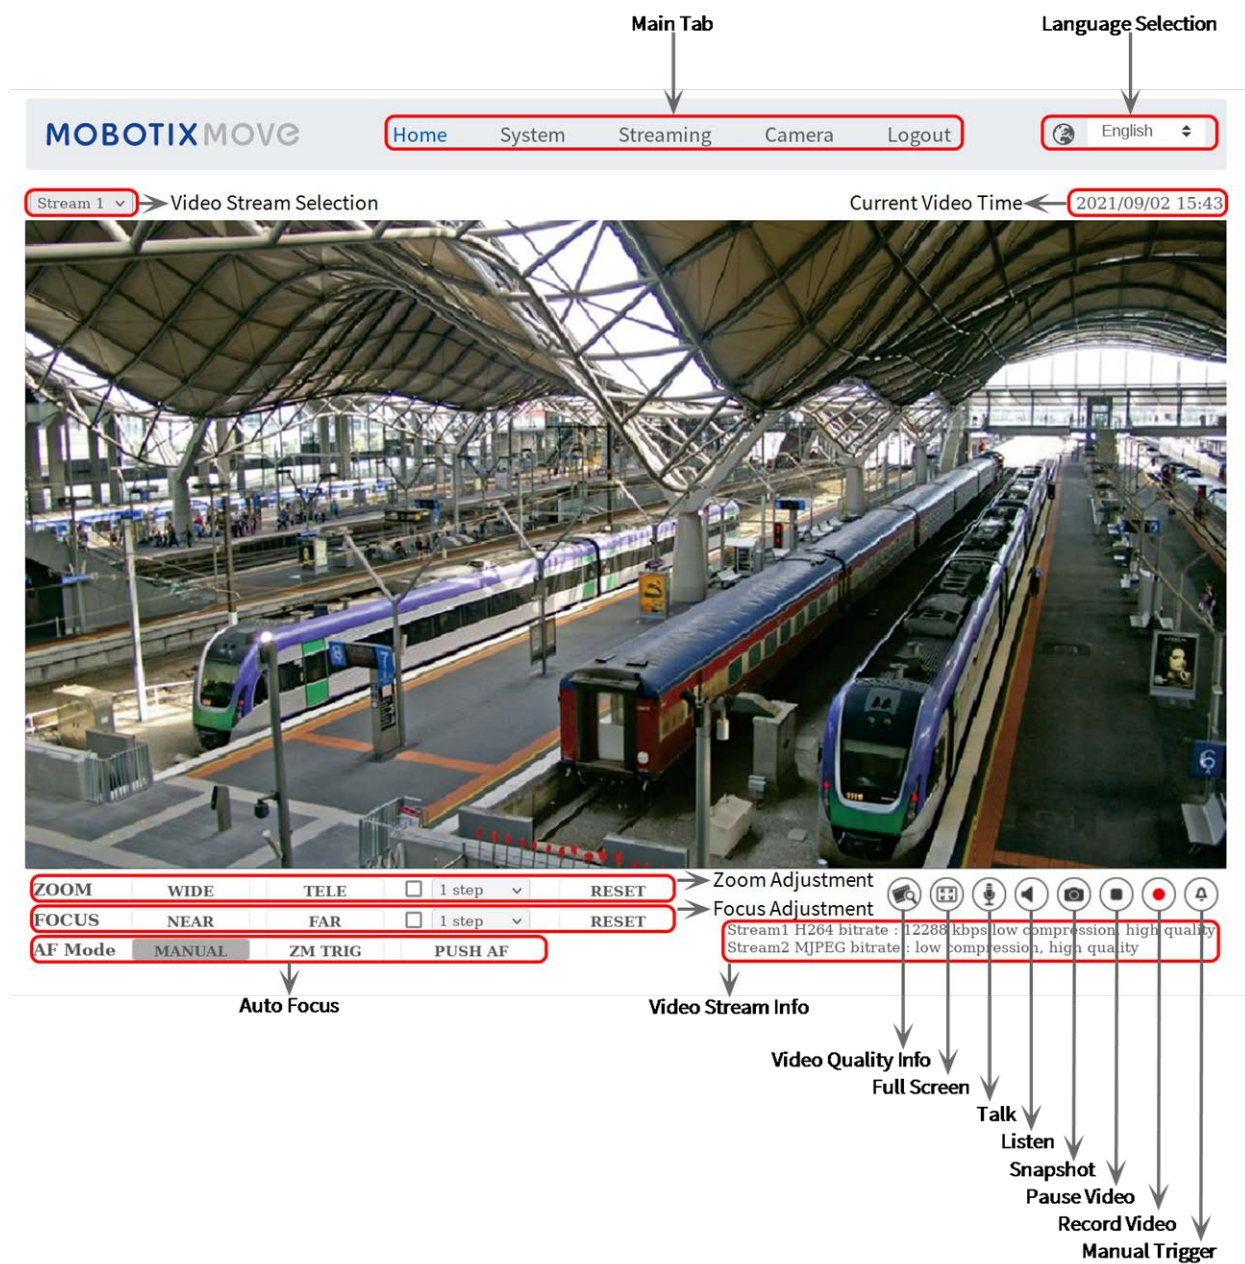 Main Tab
Language Selection
MOBOTIX MOVE
Home System Streaming Camera Logout
English
Stream 1
Video Stream Selection
Current Video Time
2021/09/02 15:43
8 7
6
ZOOM WIDE TELE 1 step RESET
Zoom Adjustment
FOCUS NEAR FAR 1 step RESET
Focus Adjustment
AF Mode MANUAL ZM TRIG PUSH AF
Stream1 H264 bitrate : 12288 kbps low compression, high quality
Stream2 MJPEG bitrate : low compression, high quality
Auto Focus
Video Stream Info
Video Quality Info
Full Screen
Talk
Listen
Snapshot
Pause Video
Record Video
Manual Trigger